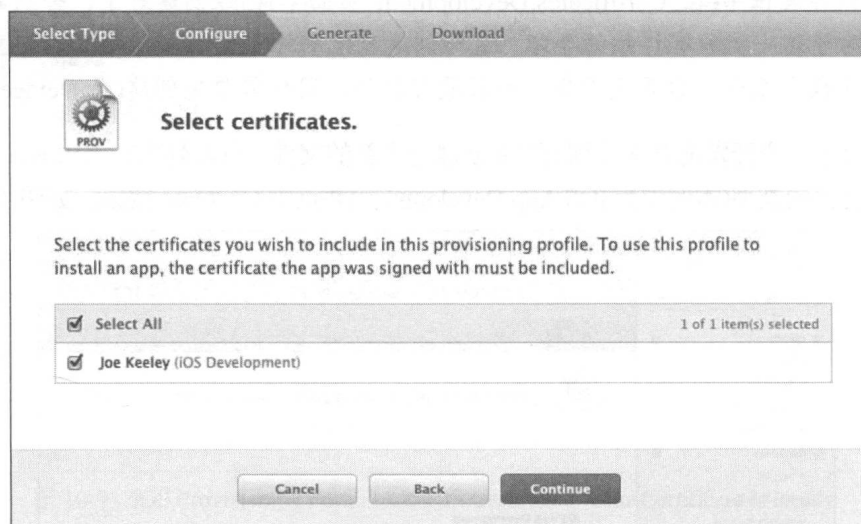 Select Type
Configure
Generate
Download
PROV
Select certificates.
Select the certificates you wish to include in this provisioning profile. To use this profile to
install an app, the certificate the app was signed with must be included.
Select All
1 of 1 item(s) selected
Joe Keeley (iOS Development)
Cancel
Back
Continue